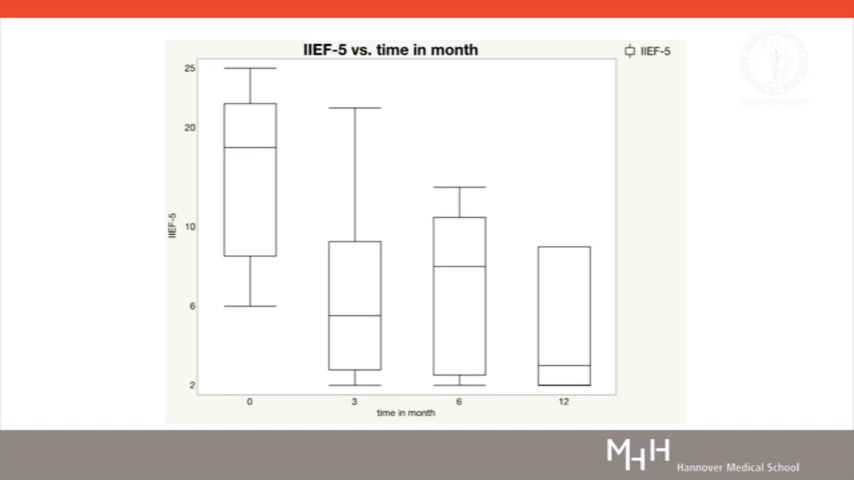 IIEF-5 vs. time in month
IIEF-5
25
20
10
6
2
IIEF-5
0 3 6 12
time in month
MHH
Hannover Medical School